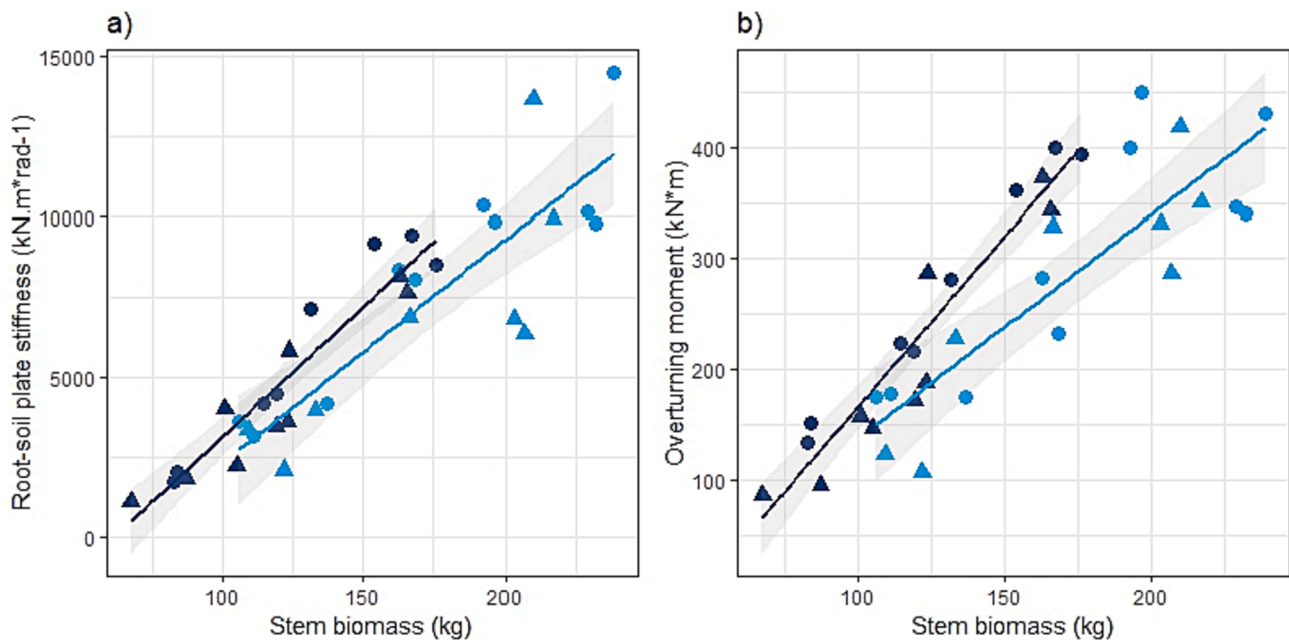 a)
Root-soil plate stiffness (kN.m*rad-1)
15000
10000
5000
0
100
150
200
Stem biomass (kg)
b)
Overturning moment (kN*m)
400
300
200
100
100
150
200
Stem biomass (kg)